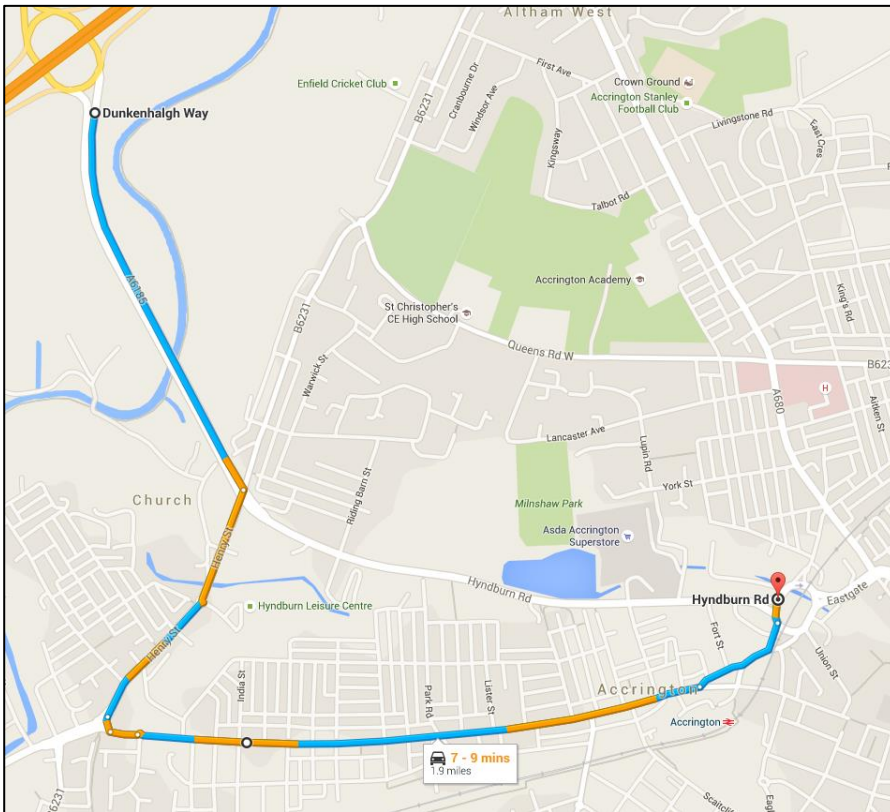 Altham West
First Ave
Enfield Cricket Club
Cranbourne Dr
Windsor Ave
B6231
Crown Ground
Accrington Stanley
Football Club
Livingstone Rd
East Cres
Dunkenhalgh Way
Kingsway
Talbot Rd
A6185
Accrington Academy
St Christopher's
CE High School
B6231
King's Rd
Queens Rd W
Warwick St
B623
H
A680
Aitken St
Lancaster Ave
Lupin Rd
York St
Riding Barn St
Church
Milnshaw Park
Asda Accrington
Superstore
Henry St
Hyndburn Rd
Hyndburn Rd
Eastgate
Hyndburn Leisure Centre
Henry St
Fort St
Union St
India St
Park Rd
Lister St
Accrington
Accrington
7 - 9 mins
1.9 miles
B6231